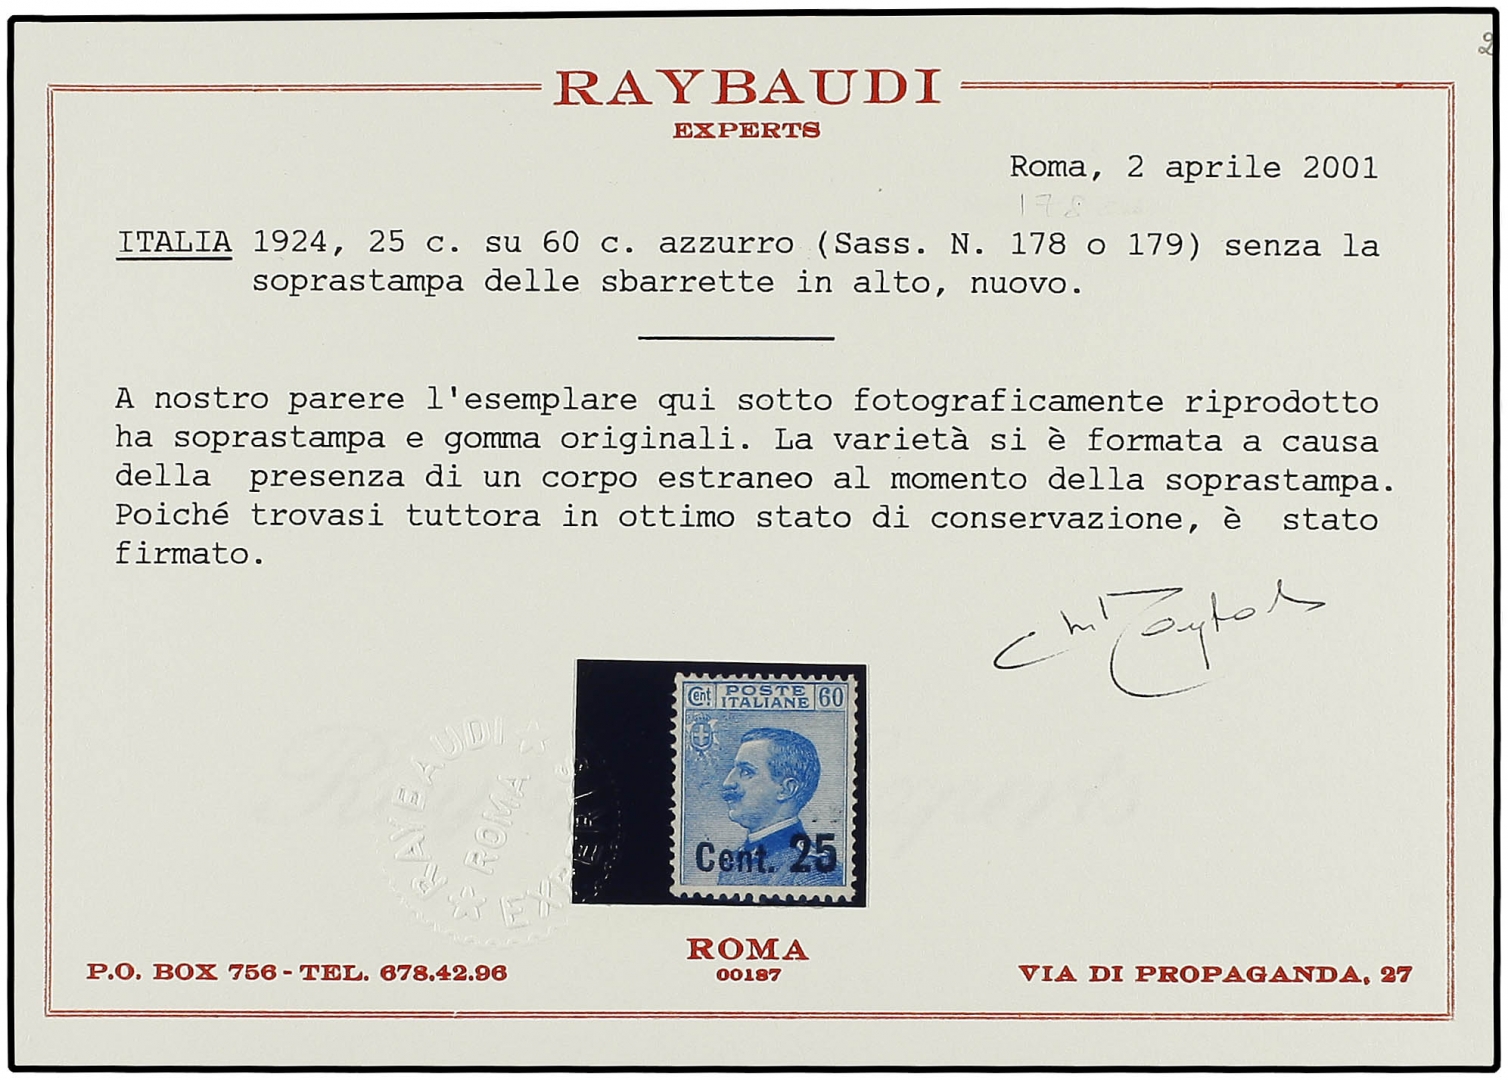 RAYBAUDI
EXPERTS
Roma, 2 aprile 2001
178
ITALIA 1924, 25 c. su 60 c. azzurro (Sass. N. 178 o 179) senza la
soprastampa delle sbarrette in alto, nuovo.
A nostro parere l'esemplare qui sotto fotograficamente riprodotto
ha soprastampa e gomma originali. La varietà si è formata a causa
della presenza di un corpo estraneo al momento della soprastampa.
Poiché trovasi tuttora in ottimo stato di conservazione, è stato
firmato.
Cent. POSTE ITALIANE 60
Cent. 25
RAYBAUDI
EXPERTS
ROMA
ROMA
00187
P.O. BOX 756 - TEL. 678.42.96
VIA DI PROPAGANDA, 27